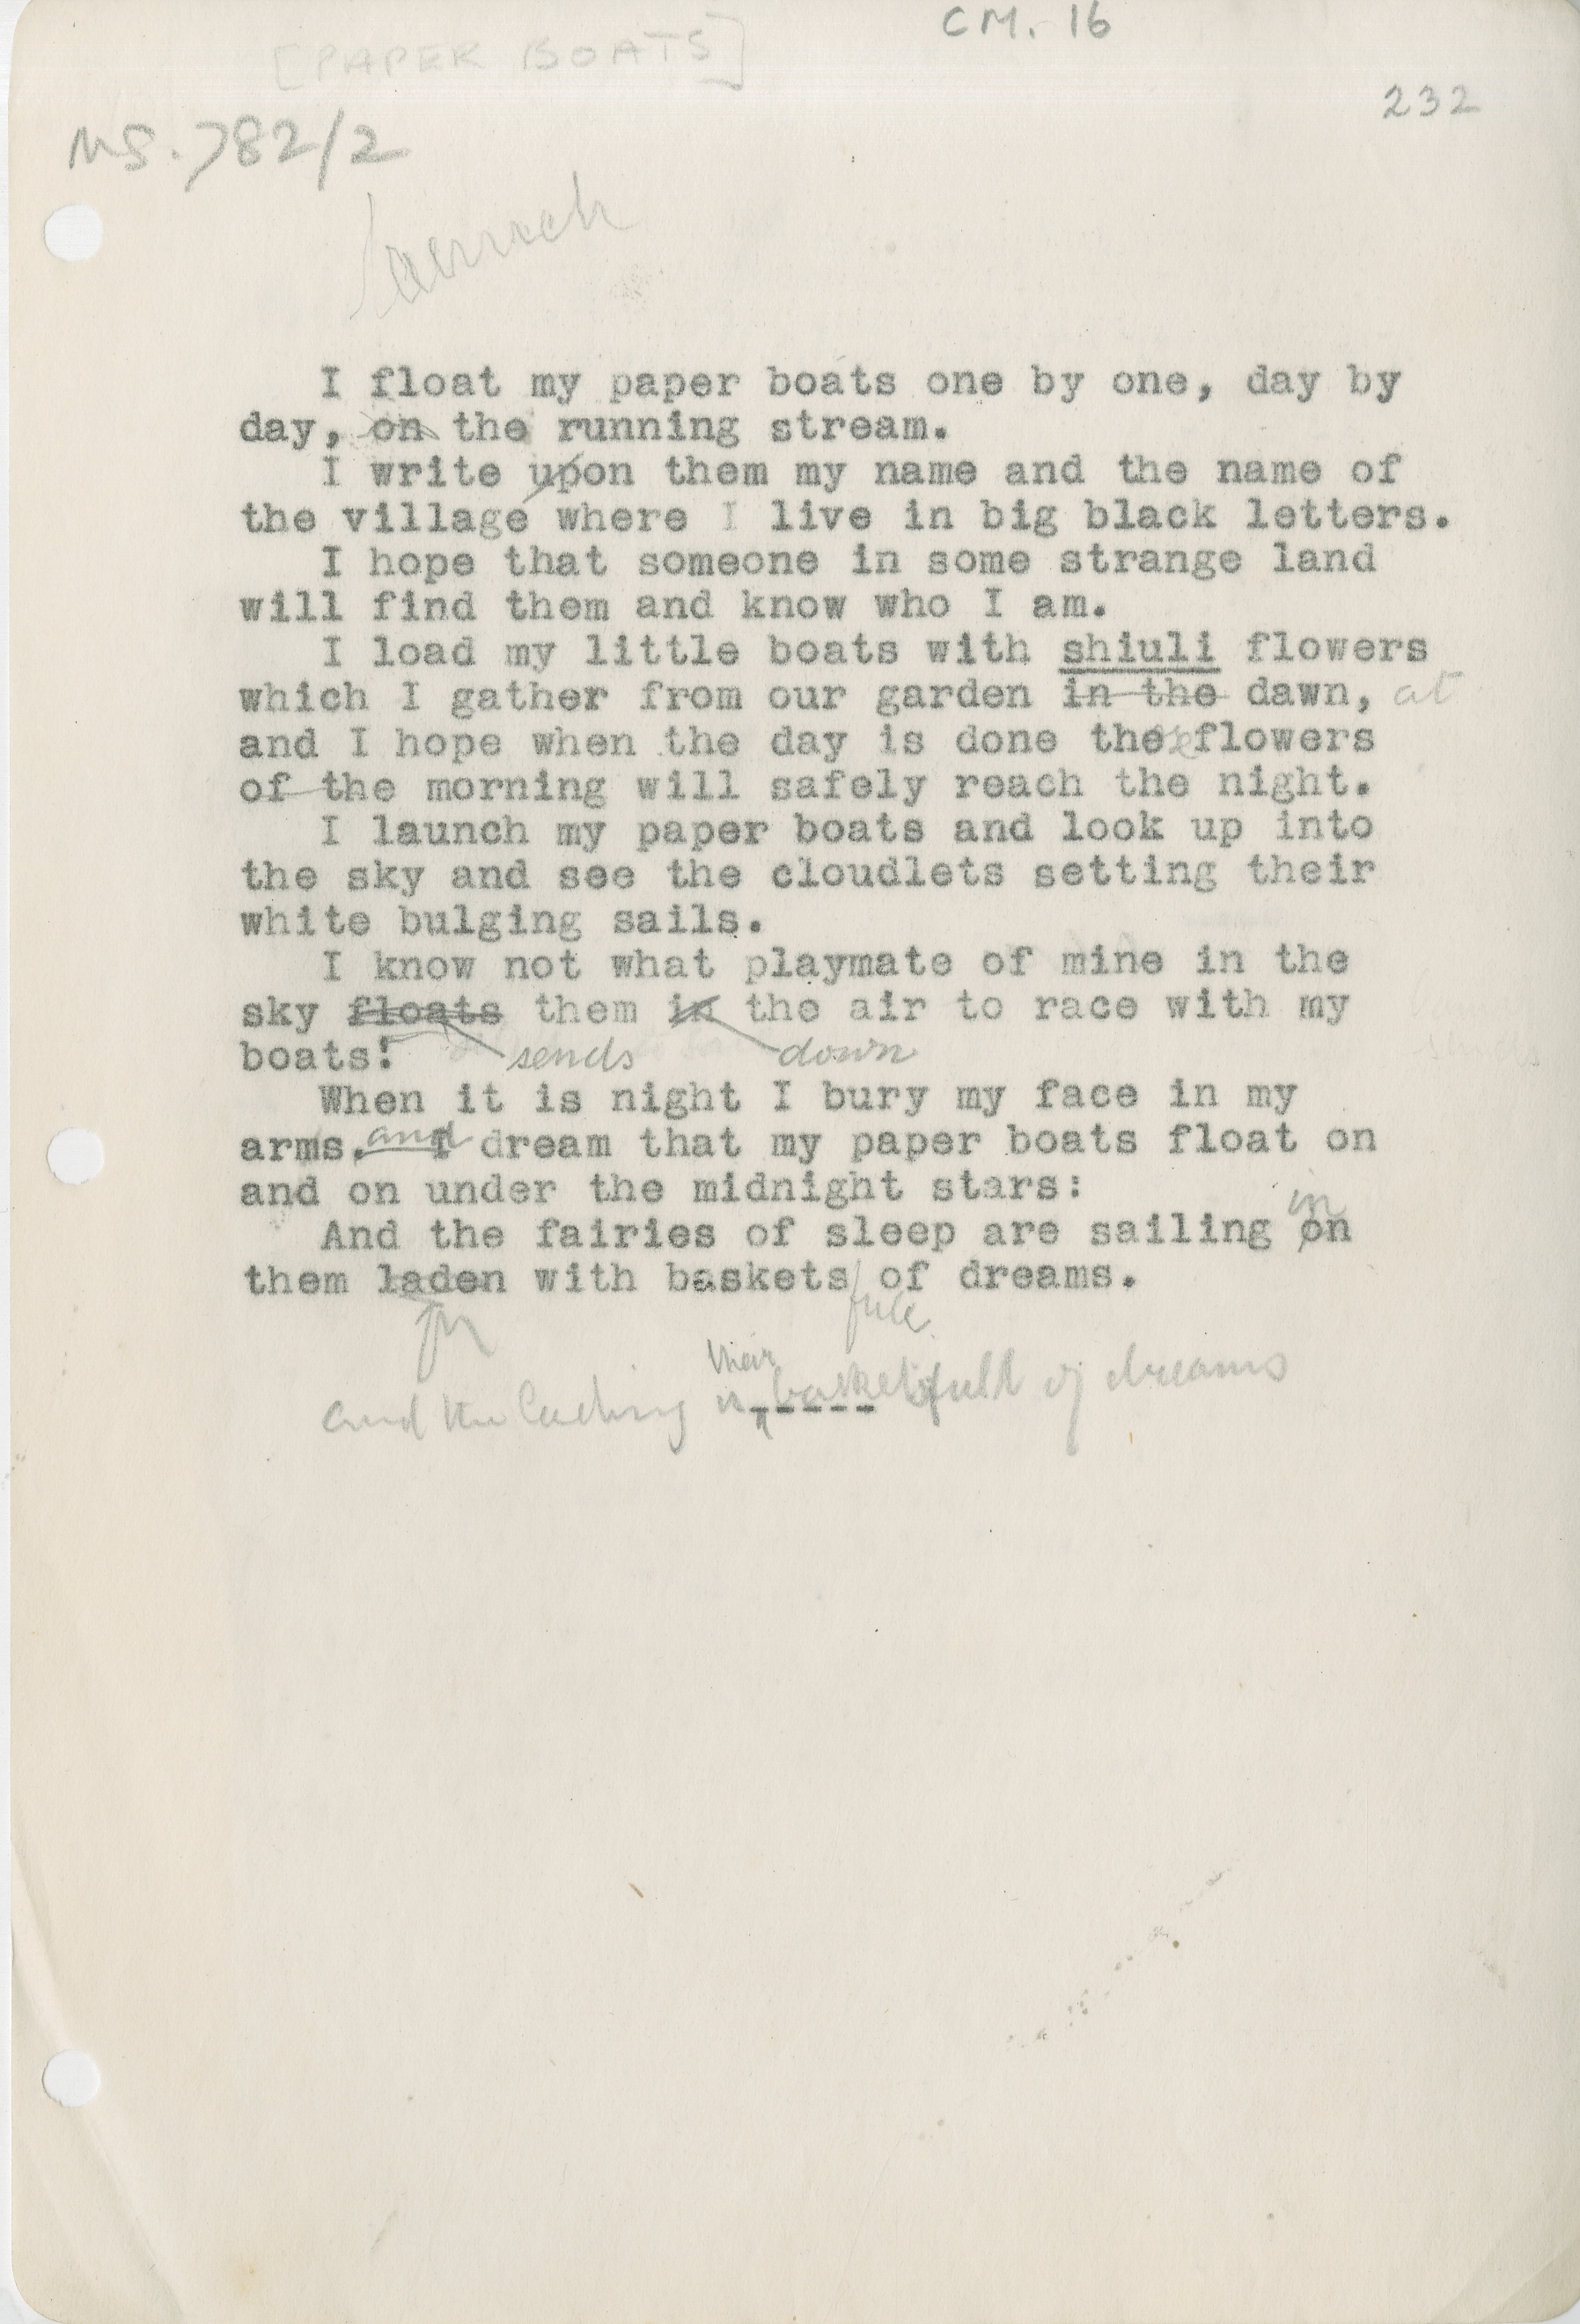 CM. 16
[PAPER BOATS]
232
MS. 782/2
launch
I float my paper boats one by one, day by
day, on the running stream.
I write upon them my name and the name of
the village where I live in big black letters.
I hope that someone in some strange land
will find them and know who I am.
I load my little boats with shiuli flowers
which I gather from our garden in the dawn, at
and I hope when the day is done these flowers
of the morning will safely reach the night.
I launch my paper boats and look up into
the sky and see the cloudlets setting their
white bulging sails.
I know not what playmate of mine in the
sky floats them in the air to race with my
boats! sends down
When it is night I bury my face in my
arms. and I dream that my paper boats float on
and on under the midnight stars:
in
And the fairies of sleep are sailing on
them laden with baskets of dreams.
full
their
and the lading is baskets full of dreams